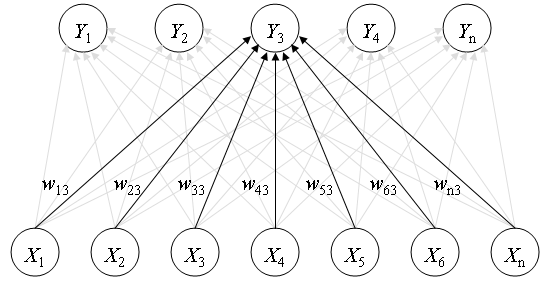 Y1 Y2 Y3 Y4 Yn
w13 w23 w33 w43 w53 w63 wn3
X1 X2 X3 X4 X5 X6 Xn